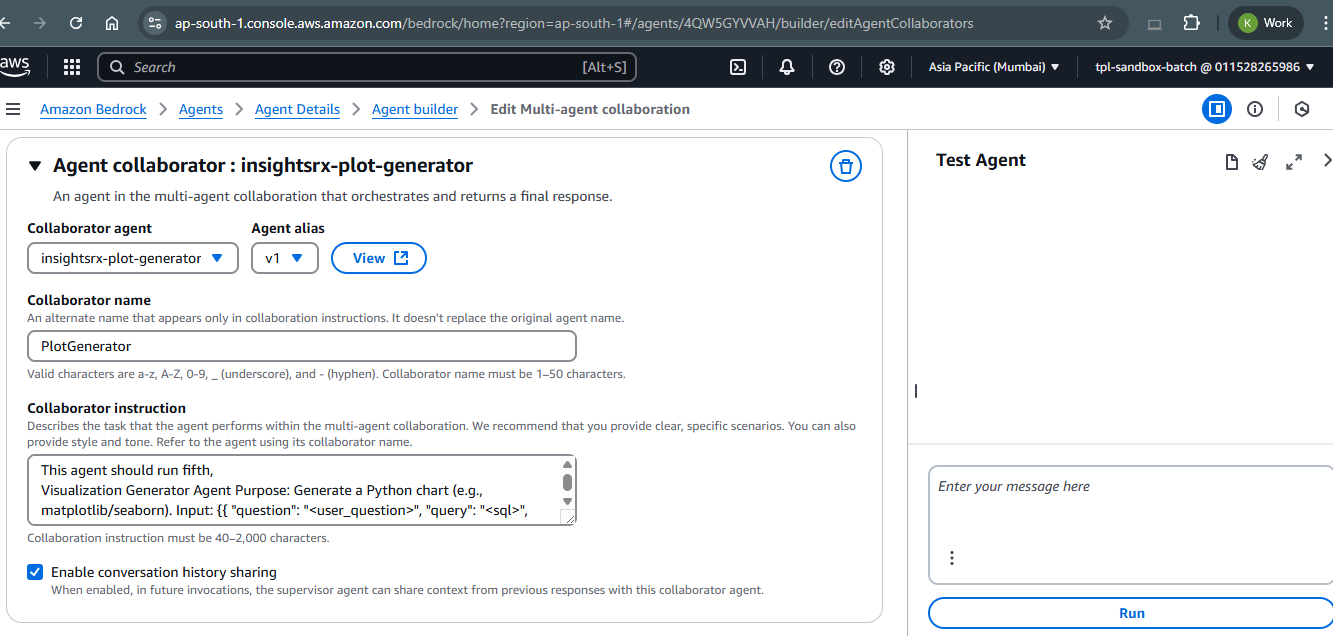 ap-south-1.console.aws.amazon.com/bedrock/home?region=ap-south-1#/agents/4QW5GYVVAH/builder/editAgentCollaborators
K Work
aws
Search [Alt+S]
Asia Pacific (Mumbai)
tpl-sandbox-batch @ 011528265986
Amazon Bedrock > Agents > Agent Details > Agent builder > Edit Multi-agent collaboration
Agent collaborator : insightsrx-plot-generator
An agent in the multi-agent collaboration that orchestrates and returns a final response.
Collaborator agent
Agent alias
insightsrx-plot-generator
v1
View
Collaborator name
An alternate name that appears only in collaboration instructions. It doesn't replace the original agent name.
PlotGenerator
Valid characters are a-z, A-Z, 0-9, _ (underscore), and - (hyphen). Collaborator name must be 1–50 characters.
Collaborator instruction
Describes the task that the agent performs within the multi-agent collaboration. We recommend that you provide clear, specific scenarios. You can also
provide style and tone. Refer to the agent using its collaborator name.
This agent should run fifth,
Visualization Generator Agent Purpose: Generate a Python chart (e.g.,
matplotlib/seaborn). Input: {{ "question": "<user_question>", "query": "<sql>",
Collaboration instruction must be 40–2,000 characters.
Enable conversation history sharing
When enabled, in future invocations, the supervisor agent can share context from previous responses with this collaborator agent.
Test Agent
Enter your message here
Run